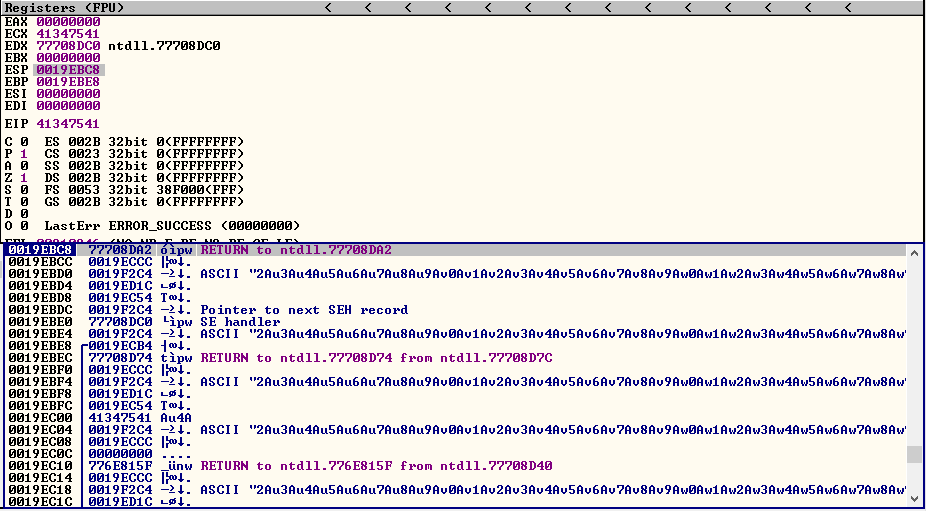 Registers (FPU) < < < < < < < < < < < < < <
EAX 00000000
ECX 41347541
EDX 77708DC0 ntdll.77708DC0
EBX 00000000
ESP 0019EBC8
EBP 0019EBE8
ESI 00000000
EDI 00000000
EIP 41347541
C 0 ES 002B 32bit 0(FFFFFFFF)
P 1 CS 0023 32bit 0(FFFFFFFF)
A 0 SS 002B 32bit 0(FFFFFFFF)
Z 1 DS 002B 32bit 0(FFFFFFFF)
S 0 FS 0053 32bit 38F000(FFF)
T 0 GS 002B 32bit 0(FFFFFFFF)
D 0
O 0 LastErr ERROR_SUCCESS (00000000)
0019EBC8 77708DA2 óìpw RETURN to ntdll.77708DA2
0019EBCC 0019ECCC ╠∞↓.
0019EBD0 0019F2C4 ─≥↓. ASCII "2Au3Au4Au5Au6Au7Au8Au9Av0Av1Av2Av3Av4Av5Av6Av7Av8Av9Aw0Aw1Aw2Aw3Aw4Aw5Aw6Aw7Aw8Aw
0019EBD4 0019ED1C
0019EBD8 0019EC54 T∞↓.
0019EBDC 0019F2C4 ─≥↓. Pointer to next SEH record
0019EBE0 77708DC0 └ìpw SE handler
0019EBE4 0019F2C4 ─≥↓. ASCII "2Au3Au4Au5Au6Au7Au8Au9Av0Av1Av2Av3Av4Av5Av6Av7Av8Av9Aw0Aw1Aw2Aw3Aw4Aw5Aw6Aw7Aw8Aw
0019EBE8 0019ECB4 ┤∞↓.
0019EBEC 77708D74 tìpw RETURN to ntdll.77708D74 from ntdll.77708D7C
0019EBF0 0019ECCC ╠∞↓.
0019EBF4 0019F2C4 ─≥↓. ASCII "2Au3Au4Au5Au6Au7Au8Au9Av0Av1Av2Av3Av4Av5Av6Av7Av8Av9Aw0Aw1Aw2Aw3Aw4Aw5Aw6Aw7Aw8Aw
0019EBF8 0019ED1C
0019EBFC 0019EC54 T∞↓.
0019EC00 41347541 Au4A
0019EC04 0019F2C4 ─≥↓. ASCII "2Au3Au4Au5Au6Au7Au8Au9Av0Av1Av2Av3Av4Av5Av6Av7Av8Av9Aw0Aw1Aw2Aw3Aw4Aw5Aw6Aw7Aw8Aw
0019EC08 0019ECCC ╠∞↓.
0019EC0C 00000000 ....
0019EC10 776E815F _ünw RETURN to ntdll.776E815F from ntdll.77708D40
0019EC14 0019ECCC ╠∞↓.
0019EC18 0019F2C4 ─≥↓. ASCII "2Au3Au4Au5Au6Au7Au8Au9Av0Av1Av2Av3Av4Av5Av6Av7Av8Av9Aw0Aw1Aw2Aw3Aw4Aw5Aw6Aw7Aw8Aw
0019EC1C 0019ED1C